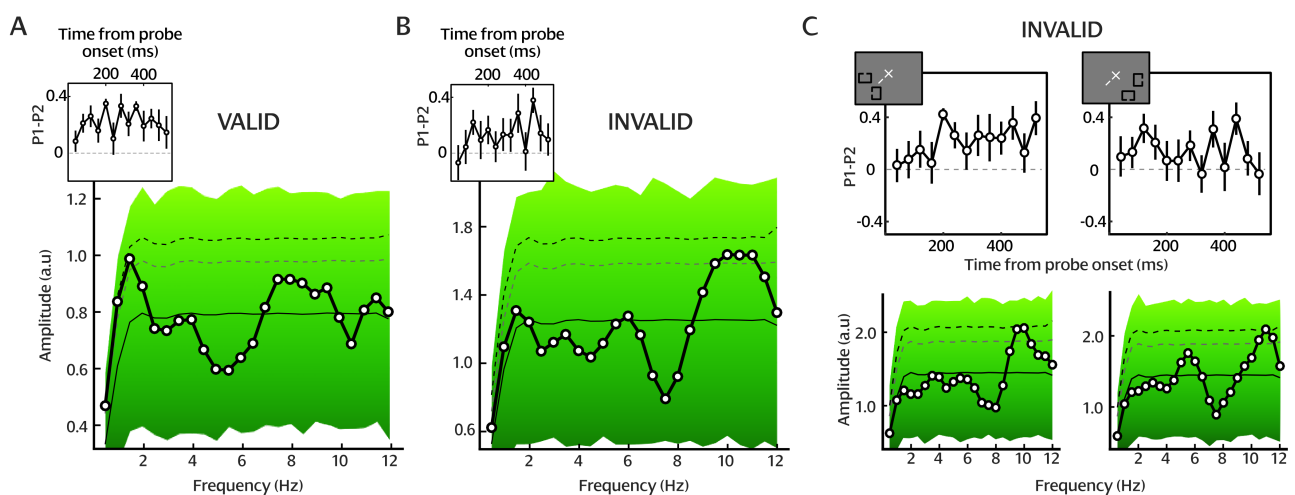 A
Time from probe
onset (ms)
200 400
0.4
0
P1-P2
VALID
1.2
1.0
0.8
0.6
0.4
Amplitude (a.u)
2 4 6 8 10 12
Frequency (Hz)
B
Time from probe
onset (ms)
200 400
0.4
0
P1-P2
INVALID
1.8
1.4
1.0
0.6
2 4 6 8 10 12
Frequency (Hz)
C
INVALID
0.4
0
-0.4
P1-P2
200 400
0.4
0
-0.4
200 400
Time from probe onset (ms)
2.0
1.0
Amplitude (a.u)
2 4 6 8 10 12
Frequency (Hz)
2.0
1.0
2 4 6 8 10 12
Frequency (Hz)